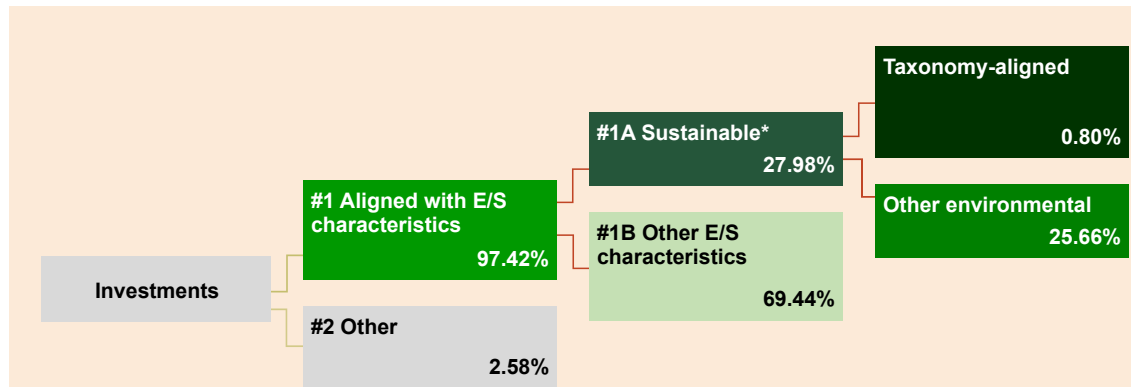 Taxonomy-aligned
0.80%
#1A Sustainable*
27.98%
#1 Aligned with E/S
characteristics
97.42%
Other environmental
25.66%
#1B Other E/S
characteristics
69.44%
Investments
#2 Other
2.58%